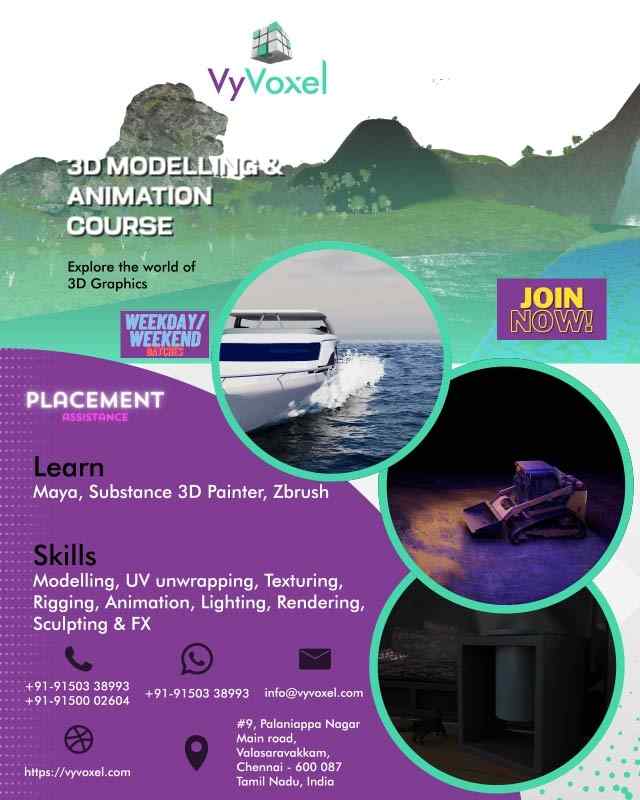 VyVoxel
3D MODELLING &
ANIMATION
COURSE
Explore the world of
3D Graphics
JOIN
NOW!
WEEKDAY/
WEEKEND
BATCHES
PLACEMENT
ASSISTANCE
Learn
Maya, Substance 3D Painter, Zbrush
Skills
Modelling, UV unwrapping, Texturing,
Rigging, Animation, Lighting, Rendering,
Sculpting & FX
+91-91503 38993
+91-91500 02604
+91-91503 38993
info@vyvoxel.com
https://vyvoxel.com
#9, Palaniappa Nagar
Main road,
Valasaravakkam,
Chennai - 600 087
Tamil Nadu, India